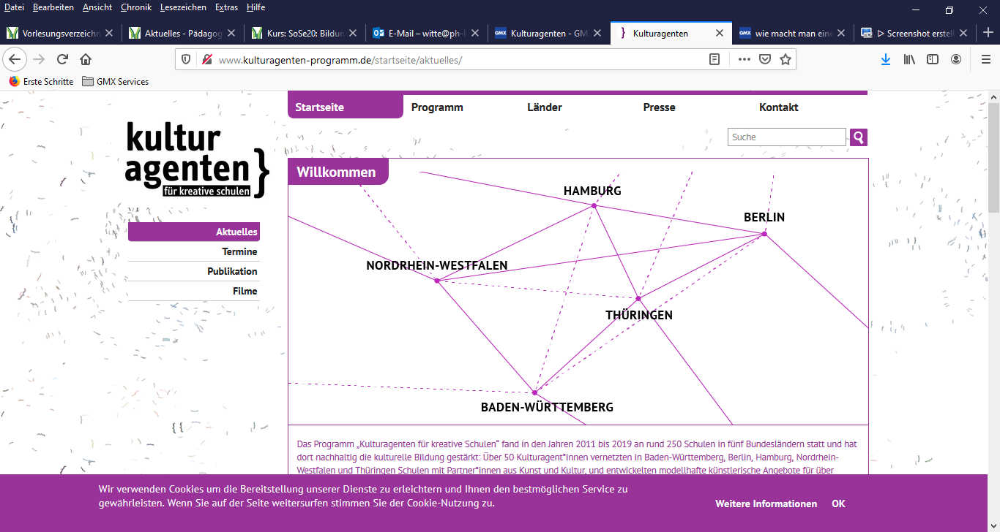 Datei Bearbeiten Ansicht Chronik Lesezeichen Extras Hilfe
Vorlesungsverzeichn Aktuelles - Pädagog Kurs: SoSe20: Bildun E-Mail – witte@ph-l Kulturagenten - GM Kulturagenten wie macht man eine ▷ Screenshot erstell
www.kulturagenten-programm.de/startseite/aktuelles/
Erste Schritte GMX Services
Startseite Programm Länder Presse Kontakt
Suche
kultur
agenten}
für kreative schulen
Aktuelles
Termine
Publikation
Filme
Willkommen
HAMBURG
BERLIN
NORDRHEIN-WESTFALEN
THÜRINGEN
BADEN-WÜRTTEMBERG
Das Programm „Kulturagenten für kreative Schulen“ fand in den Jahren 2011 bis 2019 an rund 250 Schulen in fünf Bundesländern statt und hat
dort nachhaltig die kulturelle Bildung gestärkt: Über 50 Kulturagent*innen vernetzten in Baden-Württemberg, Berlin, Hamburg, Nordrhein-
Westfalen und Thüringen Schulen mit Partner*innen aus Kunst und Kultur, und entwickelten modellhafte künstlerische Angebote für über
Wir verwenden Cookies um die Bereitstellung unserer Dienste zu erleichtern und Ihnen den bestmöglichen Service zu
gewährleisten. Wenn Sie auf der Seite weitersurfen stimmen Sie der Cookie-Nutzung zu.
Weitere Informationen OK